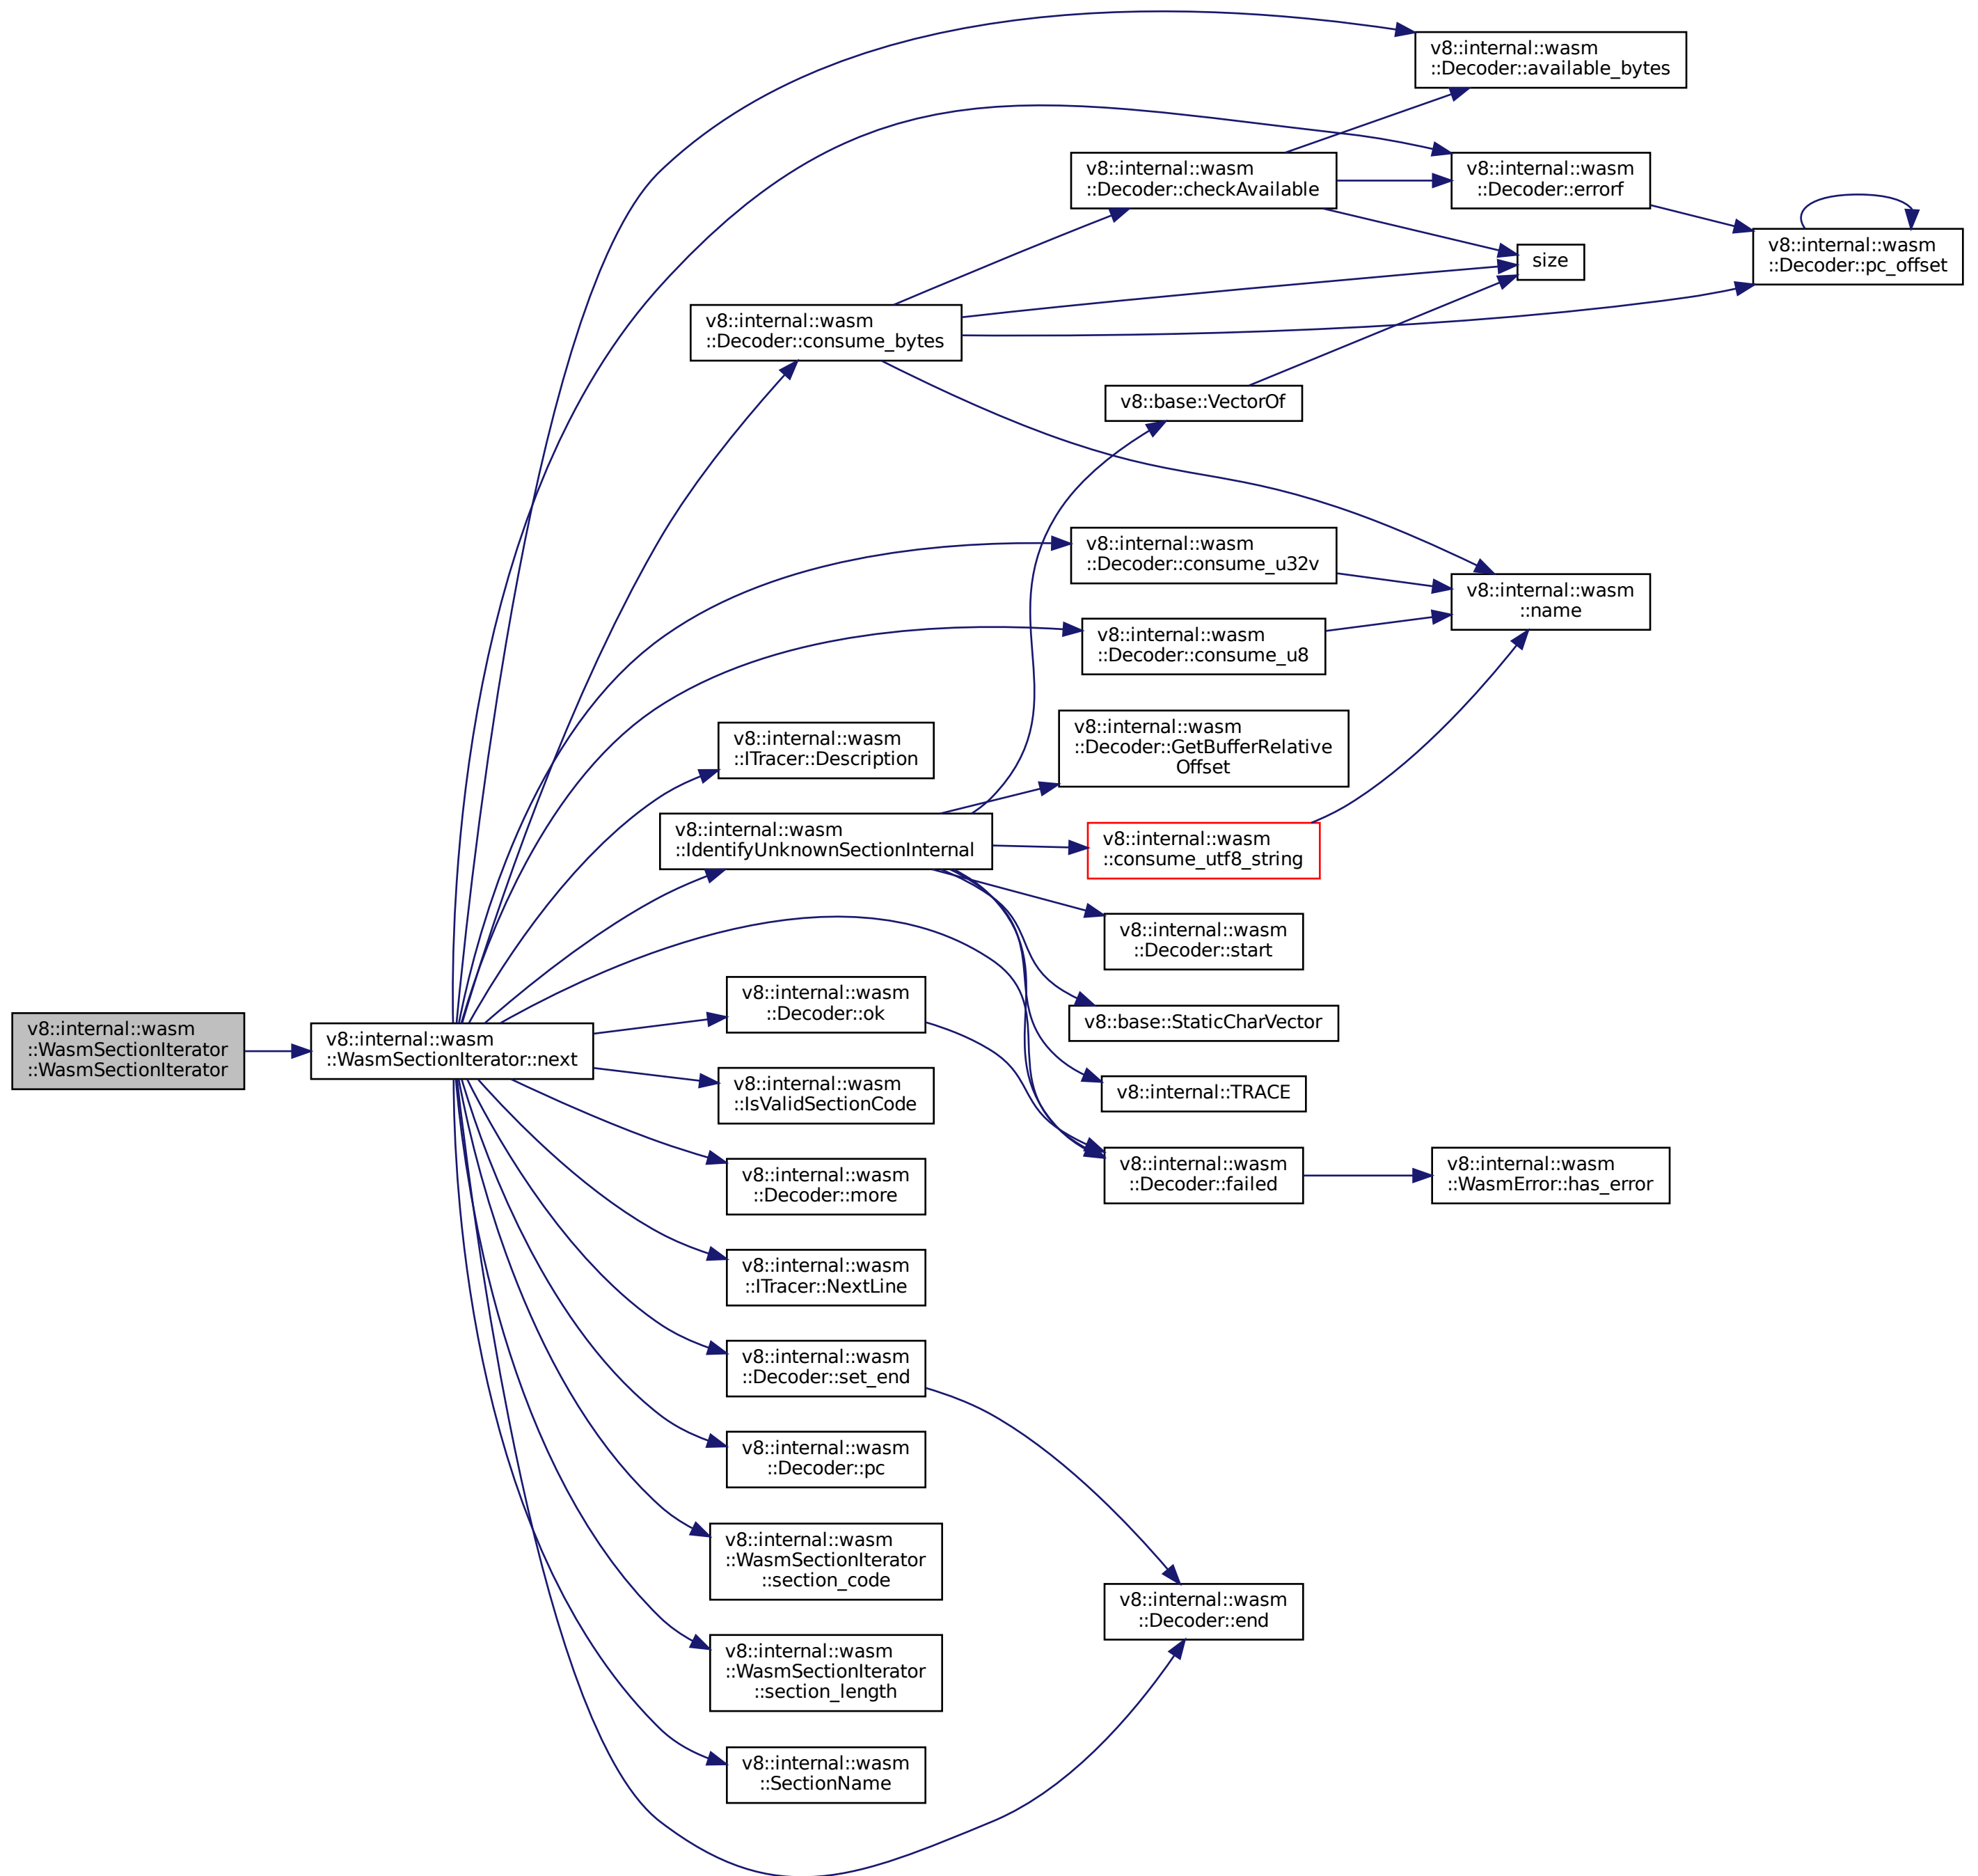 v8::internal::wasm
::Decoder::available_bytes
v8::internal::wasm
::Decoder::checkAvailable
v8::internal::wasm
::Decoder::errorf
v8::internal::wasm
::Decoder::pc_offset
size
v8::internal::wasm
::Decoder::consume_bytes
v8::base::VectorOf
v8::internal::wasm
::Decoder::consume_u32v
v8::internal::wasm
::name
v8::internal::wasm
::Decoder::consume_u8
v8::internal::wasm
::ITracer::Description
v8::internal::wasm
::Decoder::GetBufferRelative
Offset
v8::internal::wasm
::IdentifyUnknownSectionInternal
v8::internal::wasm
::consume_utf8_string
v8::internal::wasm
::Decoder::start
v8::internal::wasm
::Decoder::ok
v8::base::StaticCharVector
v8::internal::wasm
::WasmSectionIterator
::WasmSectionIterator
v8::internal::wasm
::WasmSectionIterator::next
v8::internal::wasm
::IsValidSectionCode
v8::internal::TRACE
v8::internal::wasm
::Decoder::more
v8::internal::wasm
::Decoder::failed
v8::internal::wasm
::WasmError::has_error
v8::internal::wasm
::ITracer::NextLine
v8::internal::wasm
::Decoder::set_end
v8::internal::wasm
::Decoder::pc
v8::internal::wasm
::WasmSectionIterator
::section_code
v8::internal::wasm
::Decoder::end
v8::internal::wasm
::WasmSectionIterator
::section_length
v8::internal::wasm
::SectionName